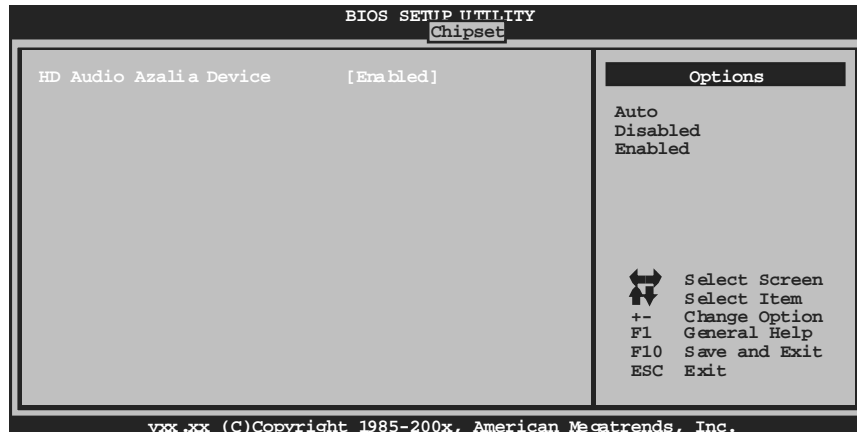 BIOS SETUP UTILITY
Chipset
HD Audio Azalia Device [Enabled]
Options
Auto
Disabled
Enabled
Select Screen
Select Item
+- Change Option
F1 General Help
F10 Save and Exit
ESC Exit
vxx.xx (C)Copyright 1985-200x, American Megatrends, Inc.